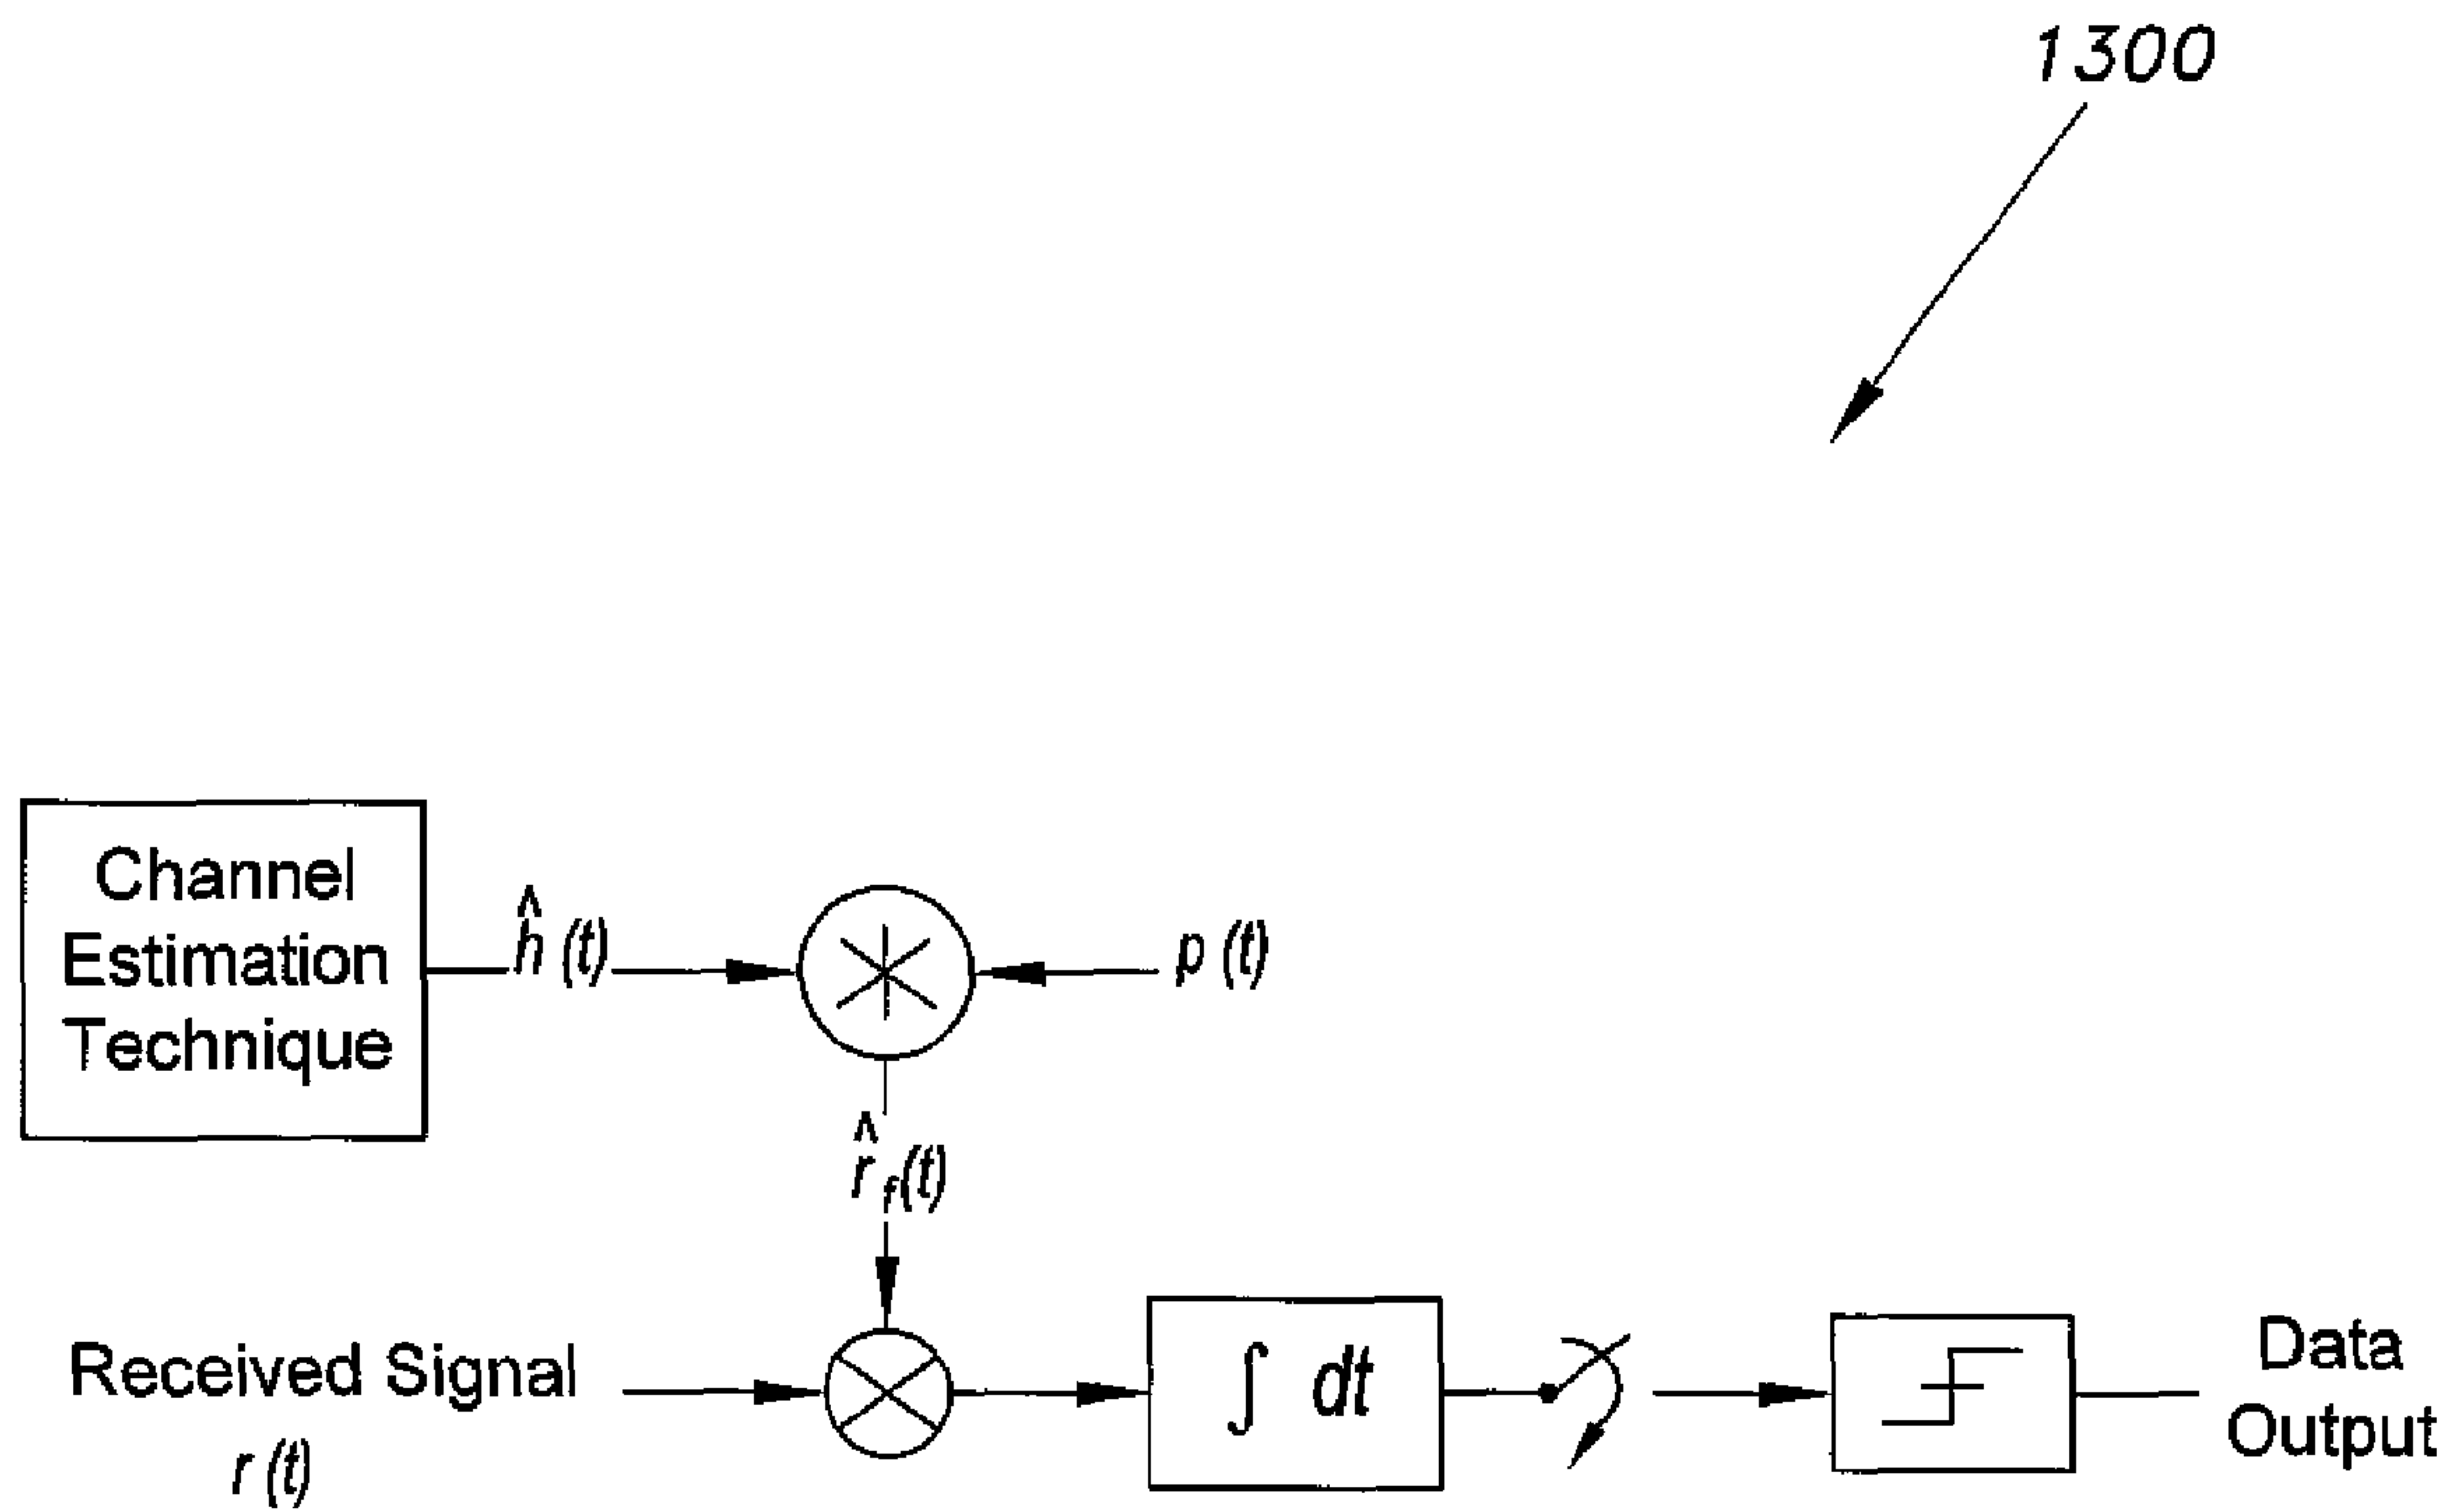 1300
Channel
Estimation
Technique
ĥ (t)
p (t)
r̂f(t)
Received Signal
r (t)
∫ dt
Data
Output